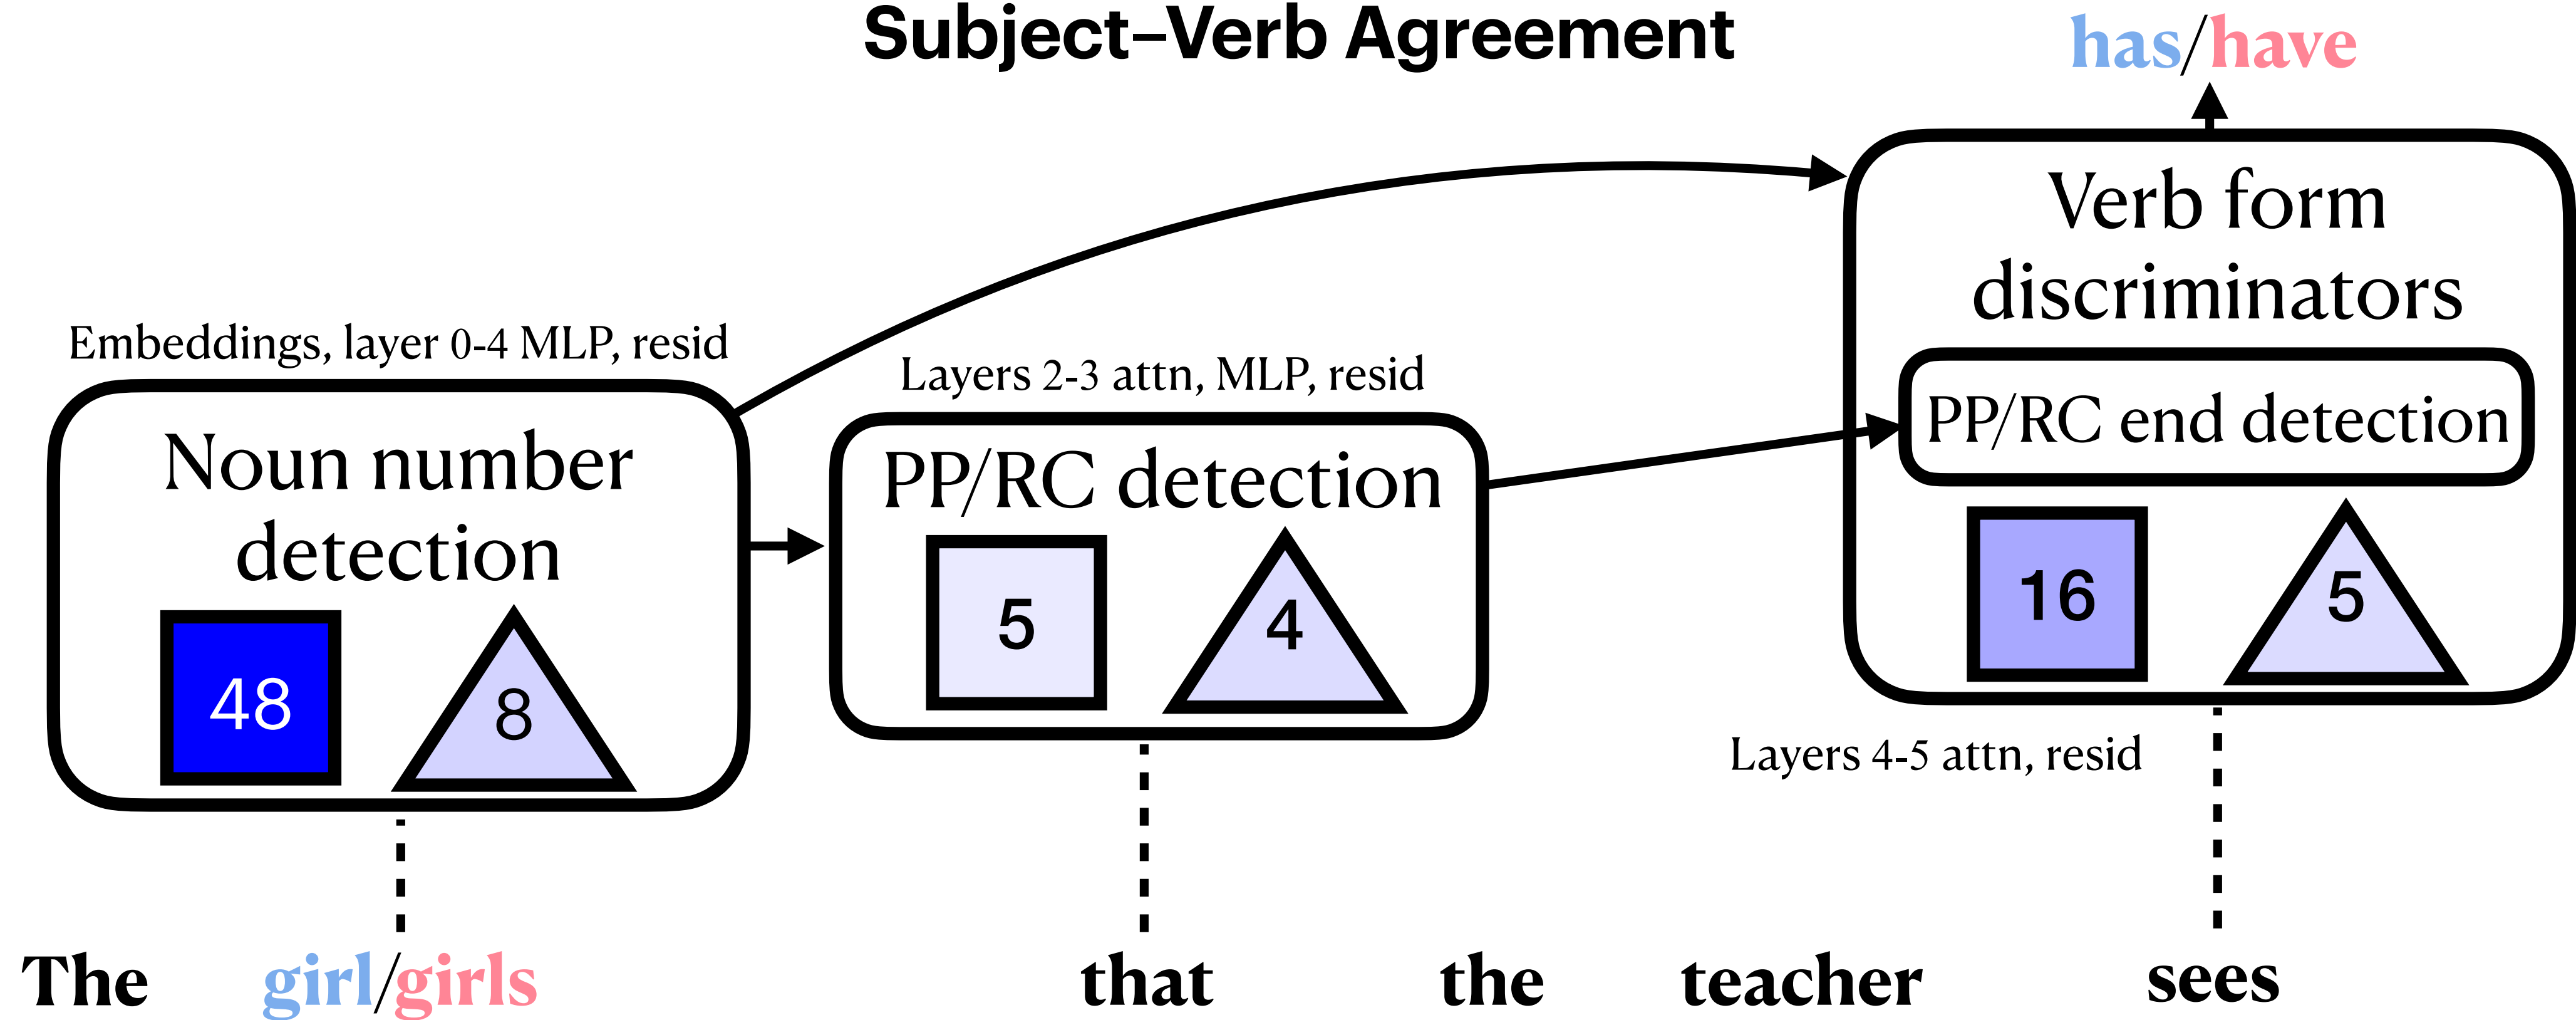 Subject–Verb Agreement
has/have
Verb form
discriminators
PP/RC end detection
16
5
Layers 4-5 attn, resid
Embeddings, layer 0-4 MLP, resid
Noun number
detection
48
8
Layers 2-3 attn, MLP, resid
PP/RC detection
5
4
The girl/girls that the teacher sees